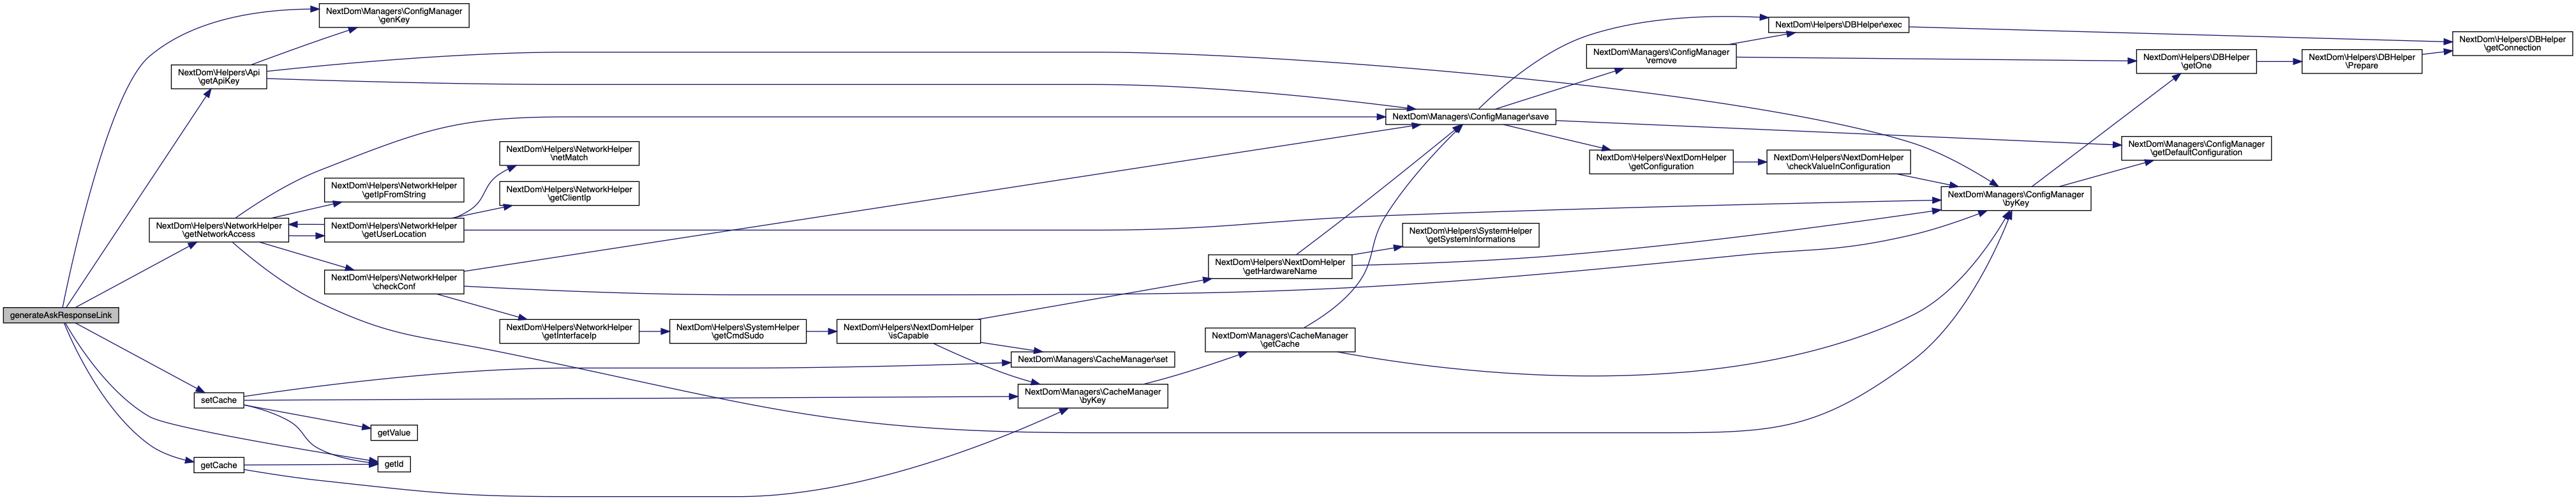 generateAskResponseLink
NextDom\Managers\ConfigManager
\genKey
NextDom\Helpers\Api
\getApiKey
NextDom\Helpers\NetworkHelper
\getNetworkAccess
setCache
getCache
NextDom\Helpers\NetworkHelper
\getIpFromString
NextDom\Helpers\NetworkHelper
\getUserLocation
NextDom\Helpers\NetworkHelper
\checkConf
getValue
getId
NextDom\Helpers\NetworkHelper
\netMatch
NextDom\Helpers\NetworkHelper
\getClientIp
NextDom\Helpers\NetworkHelper
\getInterfaceIp
NextDom\Helpers\SystemHelper
\getCmdSudo
NextDom\Helpers\NextDomHelper
\isCapable
NextDom\Managers\CacheManager\set
NextDom\Managers\CacheManager
\byKey
NextDom\Helpers\NextDomHelper
\getHardwareName
NextDom\Managers\CacheManager
\getCache
NextDom\Managers\ConfigManager\save
NextDom\Helpers\SystemHelper
\getSystemInformations
NextDom\Managers\ConfigManager
\remove
NextDom\Helpers\NextDomHelper
\getConfiguration
NextDom\Helpers\DBHelper\exec
NextDom\Helpers\NextDomHelper
\checkValueInConfiguration
NextDom\Managers\ConfigManager
\byKey
NextDom\Helpers\DBHelper
\getOne
NextDom\Managers\ConfigManager
\getDefaultConfiguration
NextDom\Helpers\DBHelper
\Prepare
NextDom\Helpers\DBHelper
\getConnection